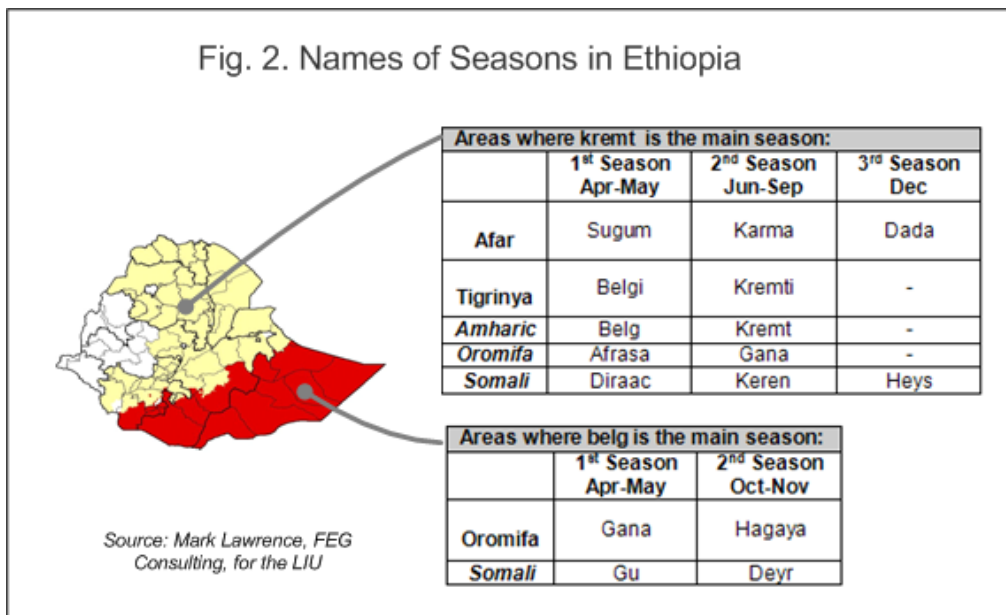 Fig. 2. Names of Seasons in Ethiopia
Areas where kremt is the main season:
1st Season Apr-May 2nd Season Jun-Sep 3rd Season Dec
Afar Sugum Karma Dada
Tigrinya Belgi Kremti -
Amharic Belg Kremt -
Oromifa Afrasa Gana -
Somali Diraac Keren Heys
Areas where belg is the main season:
1st Season Apr-May 2nd Season Oct-Nov
Oromifa Gana Hagaya
Somali Gu Deyr
Source: Mark Lawrence, FEG
Consulting, for the LIU